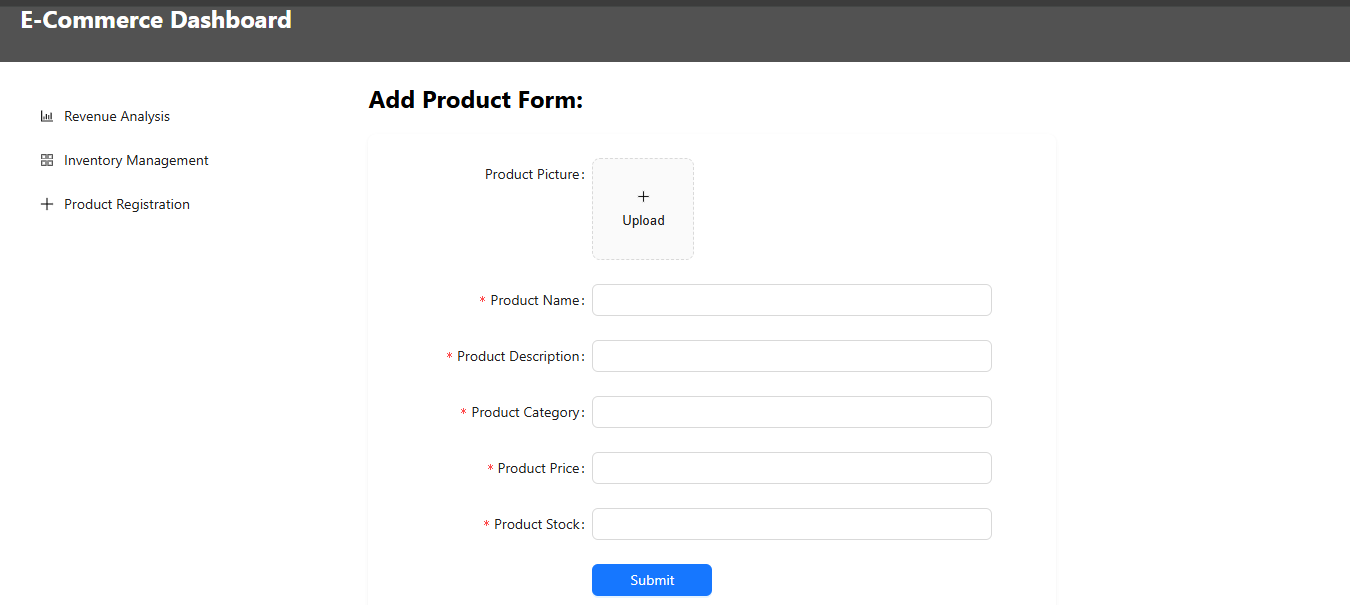 E-Commerce Dashboard
Revenue Analysis
Inventory Management
Product Registration
Add Product Form:
Product Picture:
+
Upload
* Product Name:
* Product Description:
* Product Category:
* Product Price:
* Product Stock:
Submit